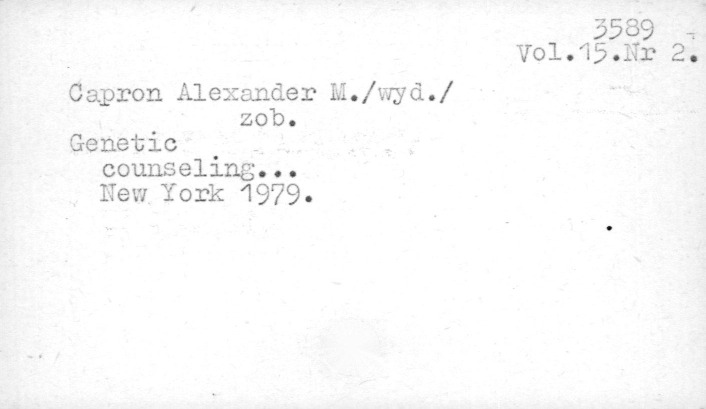 3589
Vol.15.Nr 2.
Capron Alexander M./wyd./
zob.
Genetic
counseling...
New York 1979.